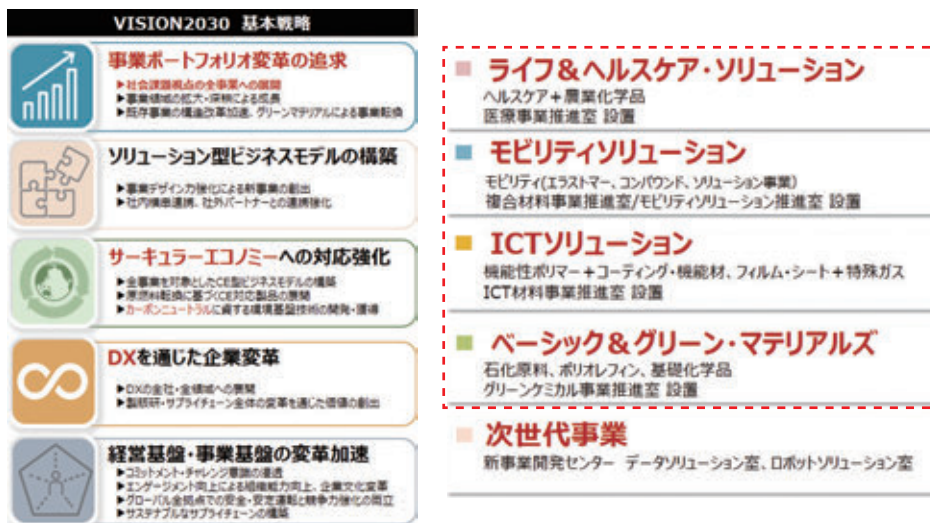 VISION2030 基本戦略
事業ポートフォリオ変革の追求
▶社会課題視点の全事業への展開
▶事業領域の拡大・深耕による成長
▶既存事業の構造改革加速、グリーンマテリアルによる事業転換
ソリューション型ビジネスモデルの構築
▶事業デザイン力強化による新事業の創出
▶社内横串連携、社外パートナーとの連携強化
サーキュラーエコノミーへの対応強化
▶全事業を対象としたCE型ビジネスモデルの構築
▶原燃料転換に基づくCE対応製品の展開
▶カーボンニュートラルに資する環境基盤技術の開発・獲得
DXを通じた企業変革
▶DXの全社・全領域への展開
▶製販研・サプライチェーン全体の変革を通じた価値の創出
経営基盤・事業基盤の変革加速
▶コミットメント・チャレンジ意識の浸透
▶エンゲージメント向上による組織能力向上、企業文化変革
▶グローバル全拠点での安全・安定運転と競争力強化の両立
▶サステナブルなサプライチェーンの構築
ライフ&ヘルスケア・ソリューション
ヘルスケア+農業化学品
医療事業推進室 設置
モビリティソリューション
モビリティ(エラストマー、コンパウンド、ソリューション事業)
複合材料事業推進室/モビリティソリューション推進室 設置
ICTソリューション
機能性ポリマー+コーティング・機能材、フィルム・シート+特殊ガス
ICT材料事業推進室 設置
ベーシック&グリーン・マテリアルズ
石化原料、ポリオレフィン、基礎化学品
グリーンケミカル事業推進室 設置
次世代事業
新事業開発センター データソリューション室、ロボットソリューション室